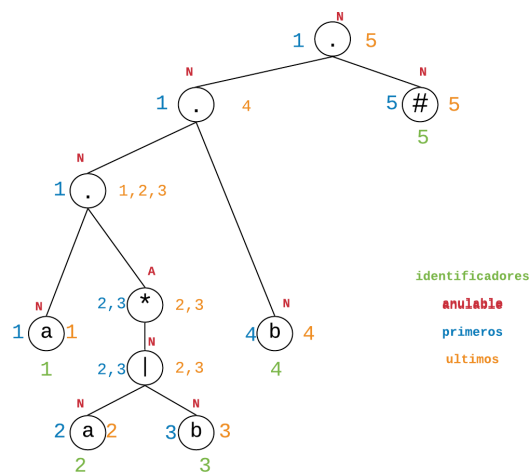 N
1 . 5
N N
1 . 4 5 # 5
5
N
1 . 1,2,3
A
2,3 * 2,3
N N
1 a 1 4 b 4
N
1 2,3 | 2,3 4
N N
2 a 2 3 b 3
2 3
identificadores
anulable
primeros
ultimos